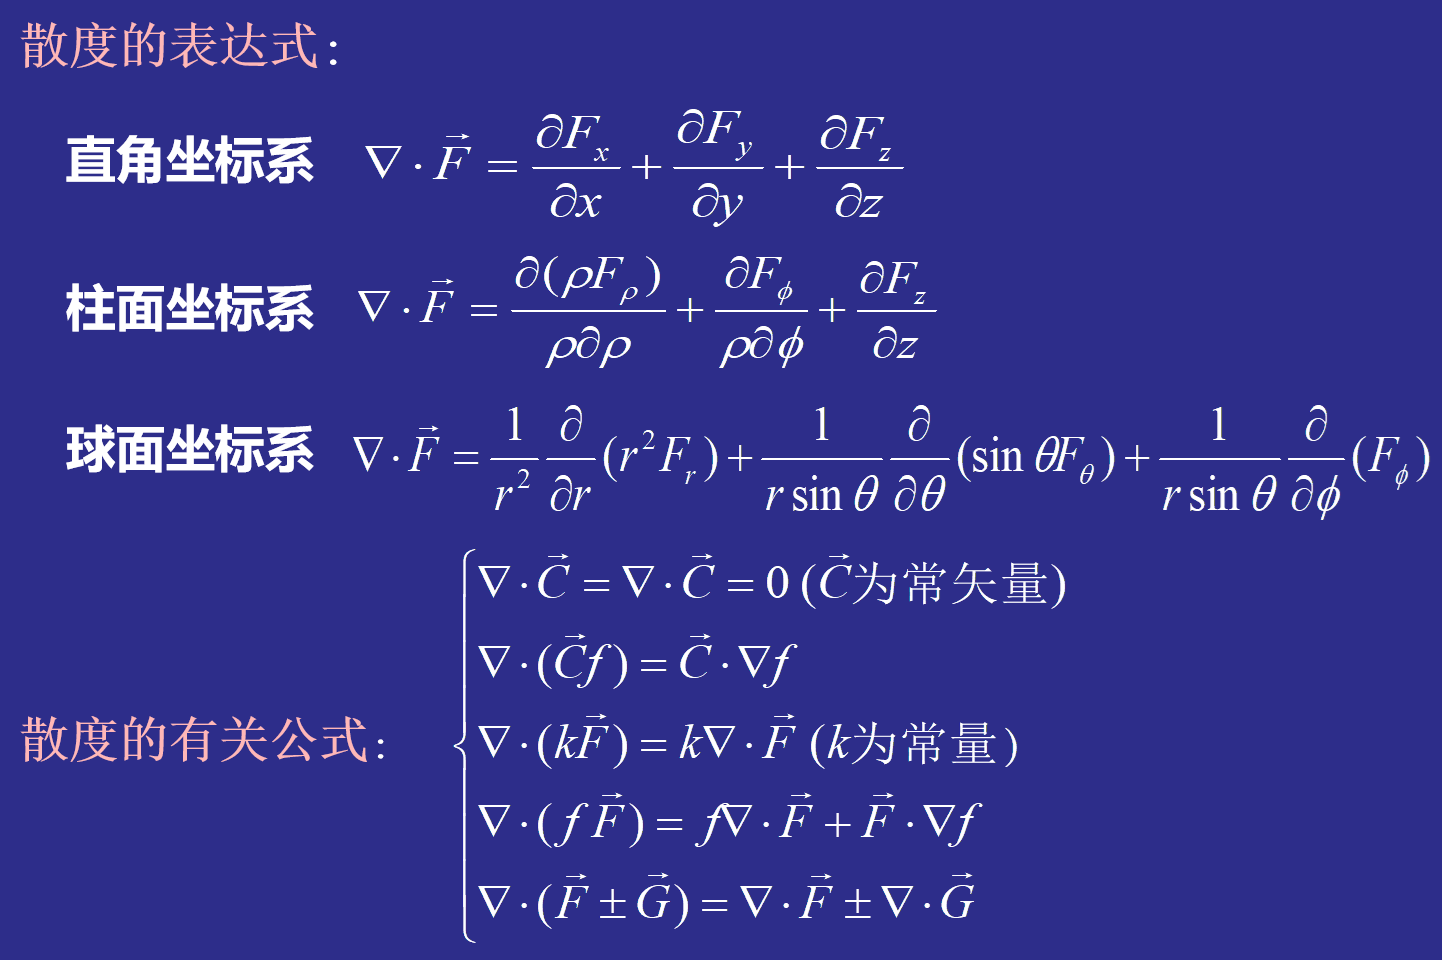 散度的表达式:
直角坐标系 $\nabla \cdot \vec{F} = \frac{\partial F_x}{\partial x} + \frac{\partial F_y}{\partial y} + \frac{\partial F_z}{\partial z}$
柱面坐标系 $\nabla \cdot \vec{F} = \frac{\partial (\rho F_\rho)}{\rho \partial \rho} + \frac{\partial F_\phi}{\rho \partial \phi} + \frac{\partial F_z}{\partial z}$
球面坐标系 $\nabla \cdot \vec{F} = \frac{1}{r^2} \frac{\partial}{\partial r} (r^2 F_r) + \frac{1}{r \sin \theta} \frac{\partial}{\partial \theta} (\sin \theta F_\theta) + \frac{1}{r \sin \theta} \frac{\partial}{\partial \phi} (F_\phi)$
散度的有关公式:
$\nabla \cdot \vec{C} = \nabla \cdot \vec{C} = 0$ ($\vec{C}$为常矢量)
$\nabla \cdot (\vec{C} f) = \vec{C} \cdot \nabla f$
$\nabla \cdot (k \vec{F}) = k \nabla \cdot \vec{F}$ ($k$为常量)
$\nabla \cdot (f \vec{F}) = f \nabla \cdot \vec{F} + \vec{F} \cdot \nabla f$
$\nabla \cdot (\vec{F} \pm \vec{G}) = \nabla \cdot \vec{F} \pm \nabla \cdot \vec{G}$